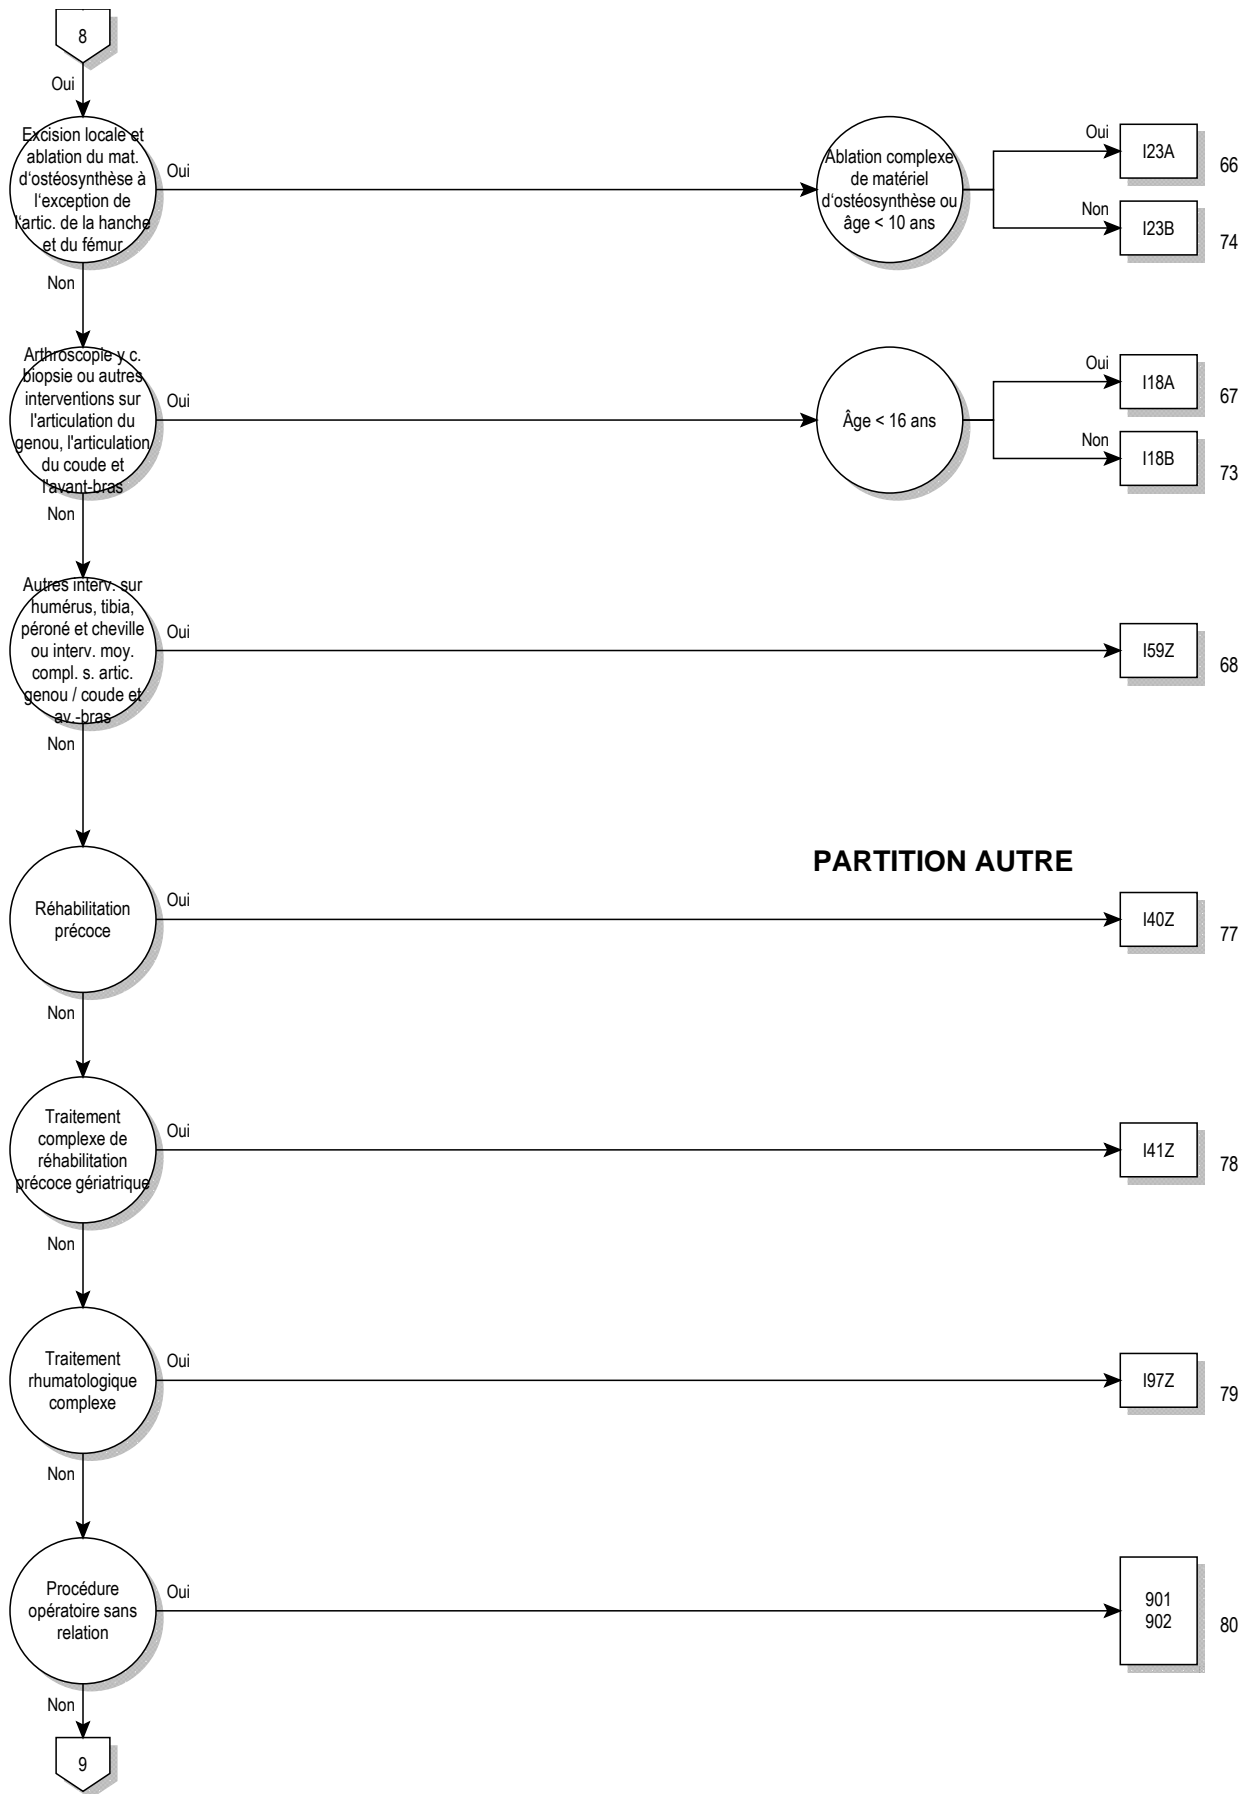 8
Oui
Excision locale et
ablation du mat.
d'ostéosynthèse à
l'exception de
l'artic. de la hanche
et du fémur
Oui
Ablation complexe
de matériel
d'ostéosynthèse ou
âge < 10 ans
Oui
I23A
66
Non
I23B
74
Non
Arthroscopie y c.
biopsie ou autres
interventions sur
l'articulation du
genou, l'articulation
du coude et
l'avant-bras
Oui
Âge < 16 ans
Oui
I18A
67
Non
I18B
73
Non
Autres interv. sur
humérus, tibia,
péroné et cheville
ou interv. moy.
compl. s. artic.
genou / coude et
av.-bras
Oui
I59Z
68
Non
PARTITION AUTRE
Réhabilitation
précoce
Oui
I40Z
77
Non
Traitement
complexe de
réhabilitation
précoce gériatrique
Oui
I41Z
78
Non
Traitement
rhumatologique
complexe
Oui
I97Z
79
Non
Procédure
opératoire sans
relation
Oui
901
902
80
Non
9